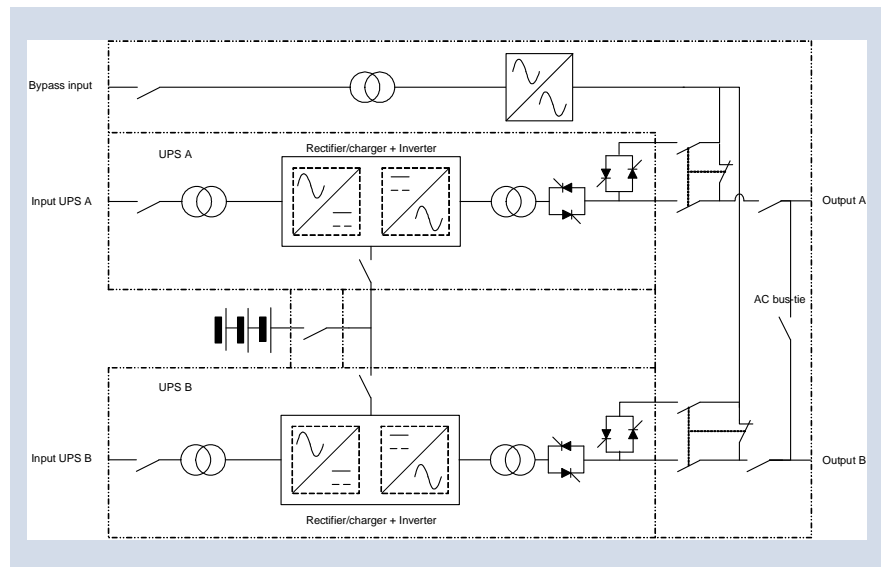 Bypass input
UPS A
Rectifier/charger + Inverter
Input UPS A
Output A
AC bus-tie
UPS B
Input UPS B
Output B
Rectifier/charger + Inverter